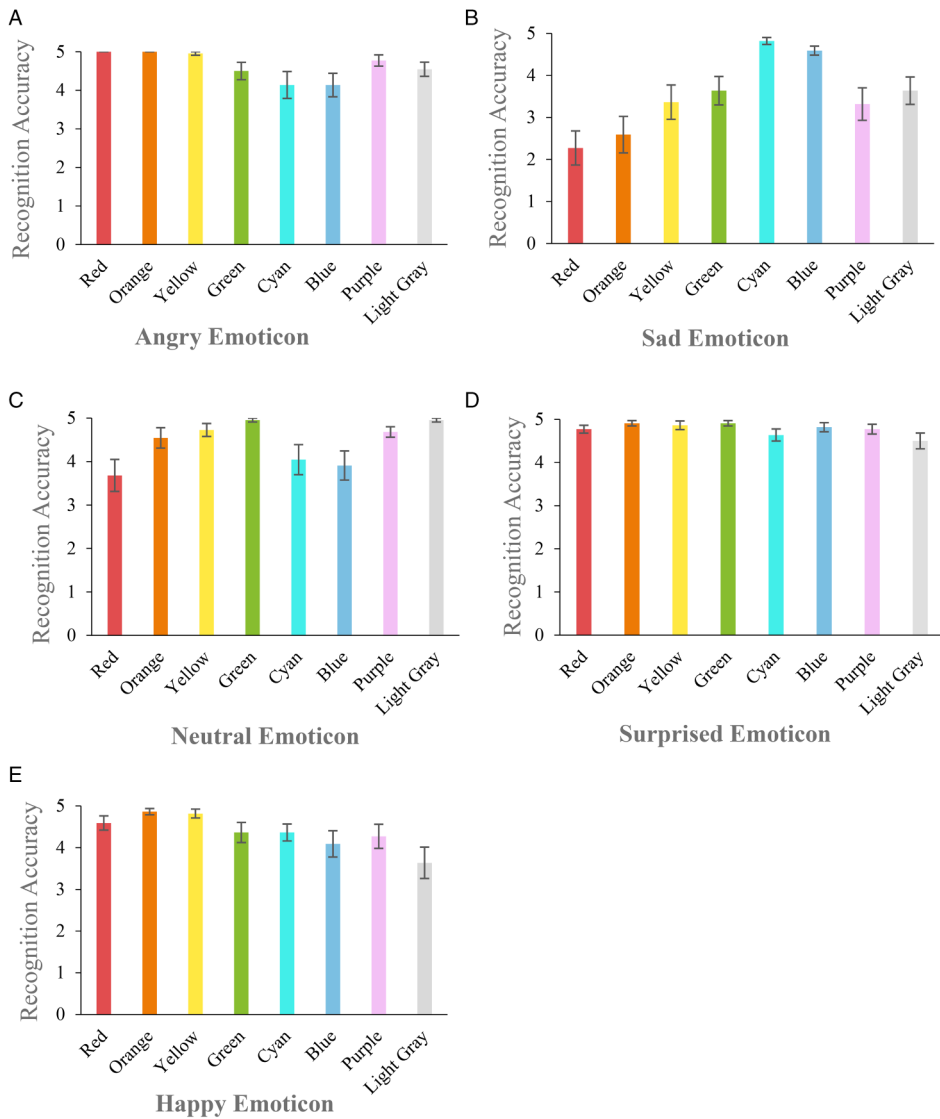 A
Recognition Accuracy
5
4
3
2
1
0
Red
Orange
Yellow
Green
Cyan
Blue
Purple
Light Gray
Angry Emoticon
B
Recognition Accuracy
5
4
3
2
1
0
Red
Orange
Yellow
Green
Cyan
Blue
Purple
Light Gray
Sad Emoticon
C
Recognition Accuracy
5
4
3
2
1
0
Red
Orange
Yellow
Green
Cyan
Blue
Purple
Light Gray
Neutral Emoticon
D
Recognition Accuracy
5
4
3
2
1
0
Red
Orange
Yellow
Green
Cyan
Blue
Purple
Light Gray
Surprised Emoticon
E
Recognition Accuracy
5
4
3
2
1
0
Red
Orange
Yellow
Green
Cyan
Blue
Purple
Light Gray
Happy Emoticon